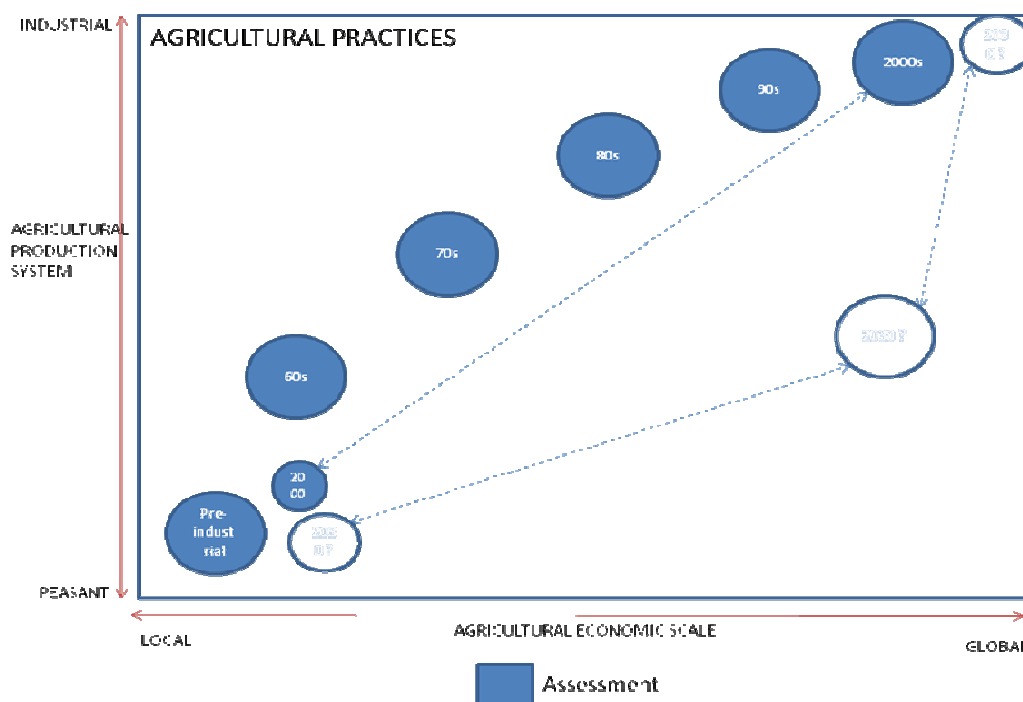 INDUSTRIAL
AGRICULTURAL PRACTICES
2000s
90s
80s
AGRICULTURAL
PRODUCTION
SYSTEM
70s
60s
20
00
Pre-
indust
rial
PEASANT
LOCAL
AGRICULTURAL ECONOMIC SCALE
GLOBAL
Assessment